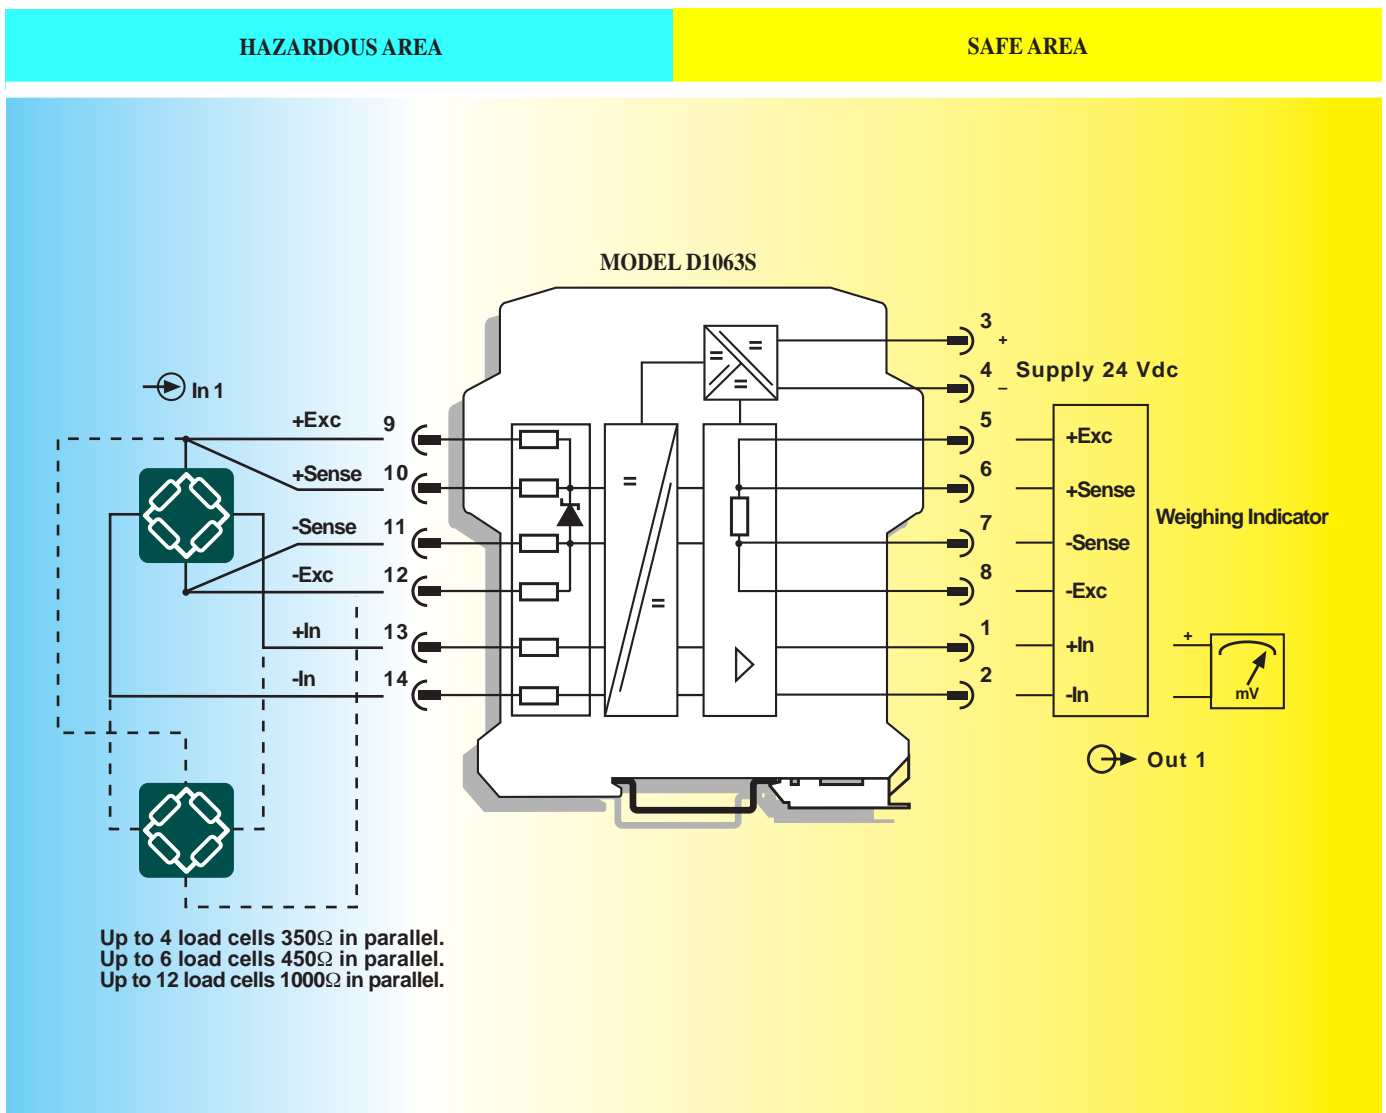 HAZARDOUS AREA
SAFE AREA
MODEL D1063S
In 1
+Exc 9
+Sense 10
-Sense 11
-Exc 12
+In 13
-In 14
3 +
4 –
Supply 24 Vdc
5 +Exc
6 +Sense
7 -Sense
8 -Exc
1 +In
2 -In
Weighing Indicator
+
mV
Out 1
Up to 4 load cells 350Ω in parallel.
Up to 6 load cells 450Ω in parallel.
Up to 12 load cells 1000Ω in parallel.